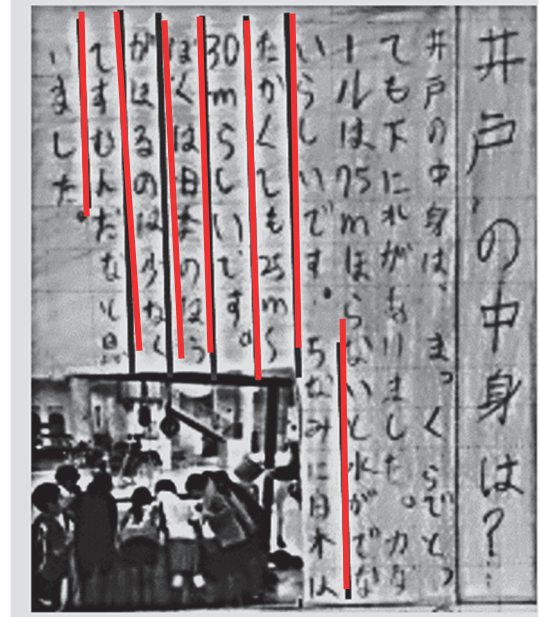 井戸の中身は?
井戸の中身は、まっくらでとっ
ても下にがありました。カな
ールは75mほらないと水がでな
いらしいです。ちなみに日本は
たかくても25m〜
30mらしいです。
ぼくは日本のほう
がほるのは少なく
てすむんだなと思
いました。